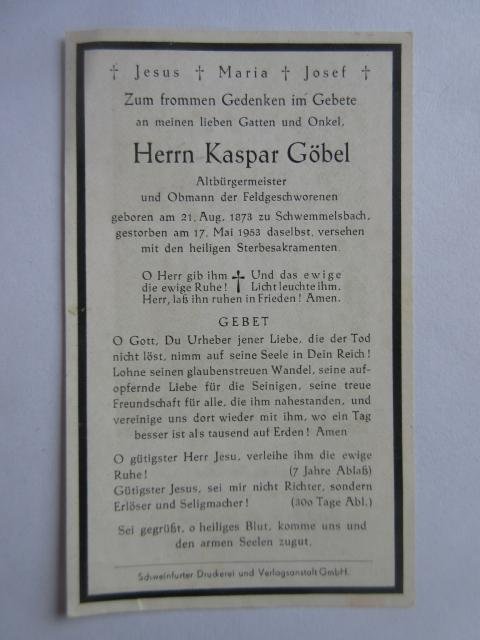 † Jesus † Maria † Josef †
Zum frommen Gedenken im Gebete
an meinen lieben Gatten und Onkel,
Herrn Kaspar Göbel
Altbürgermeister
und Obmann der Feldgeschworenen
geboren am 21. Aug. 1873 zu Schwemmelsbach,
gestorben am 17. Mai 1953 daselbst, versehen
mit den heiligen Sterbesakramenten.
O Herr gib ihm † Und das ewige
die ewige Ruhe! Licht leuchte ihm.
Herr, laß ihn ruhen in Frieden! Amen.
GEBET
O Gott, Du Urheber jener Liebe, die der Tod
nicht löst, nimm auf seine Seele in Dein Reich!
Lohne seinen glaubenstreuen Wandel, seine auf-
opfernde Liebe für die Seinigen, seine treue
Freundschaft für alle, die ihm nahestanden, und
vereinige uns dort wieder mit ihm, wo ein Tag
besser ist als tausend auf Erden! Amen
O gütigster Herr Jesu, verleihe ihm die ewige
Ruhe! (7 Jahre Ablaß)
Gütigster Jesus, sei mir nicht Richter, sondern
Erlöser und Seligmacher! (300 Tage Abl.)
Sei gegrüßt, o heiliges Blut, komme uns und
den armen Seelen zugut.
Schweinfurter Druckerei und Verlagsanstalt GmbH.